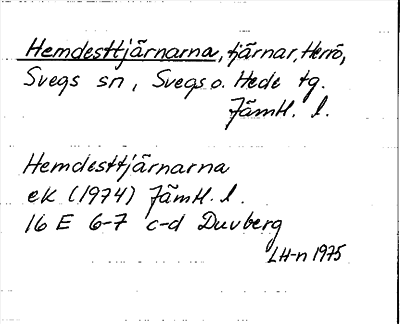 Hemdesttjärnarna, tjärnar, Herrö,
Svegs sn, Svegs o. Hede tg.
Jämtl. l.
Hemdesttjärnarna
ek (1974) Jämtl. l.
16 E 6-7 c-d Duvberg
LH-n 1975